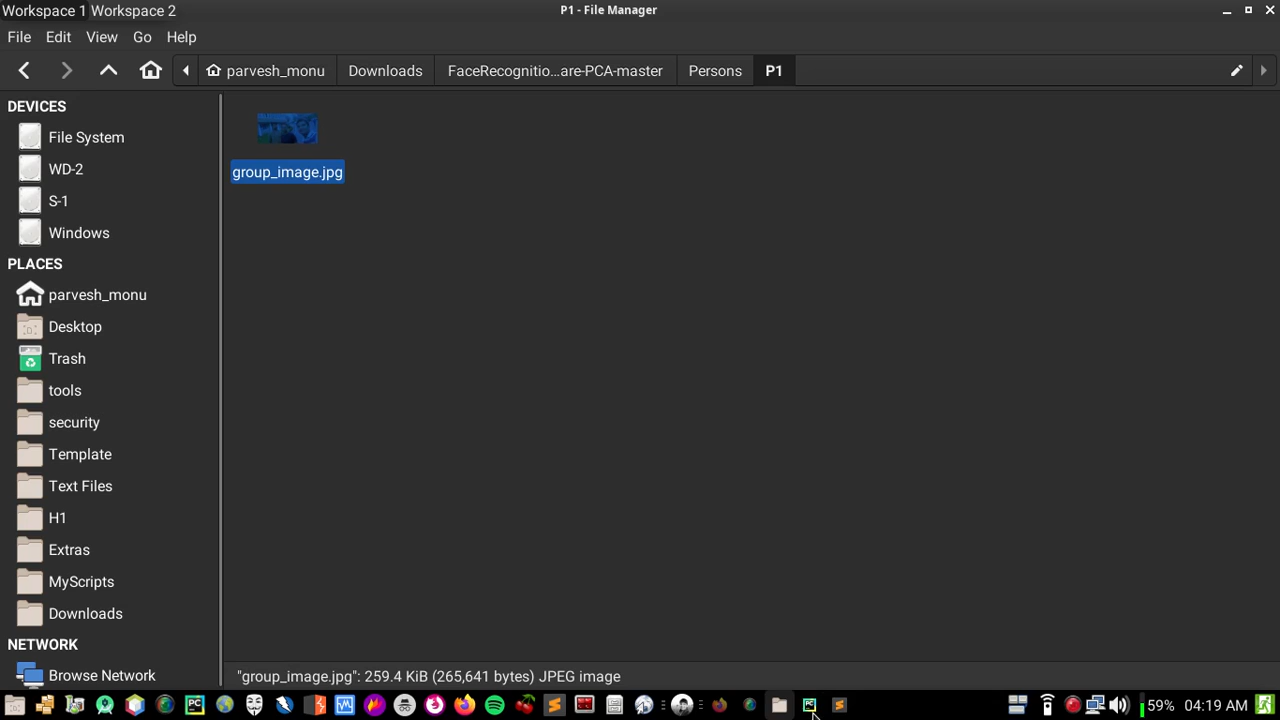 Workspace 1 Workspace 2
P1 - File Manager
File Edit View Go Help
parvesh_monu Downloads FaceRecognitio...are-PCA-master Persons P1
DEVICES
File System
WD-2
S-1
Windows
PLACES
parvesh_monu
Desktop
Trash
tools
security
Template
Text Files
H1
Extras
MyScripts
Downloads
NETWORK
Browse Network
group_image.jpg
"group_image.jpg": 259.4 KiB (265,641 bytes) JPEG image
59% 04:19 AM